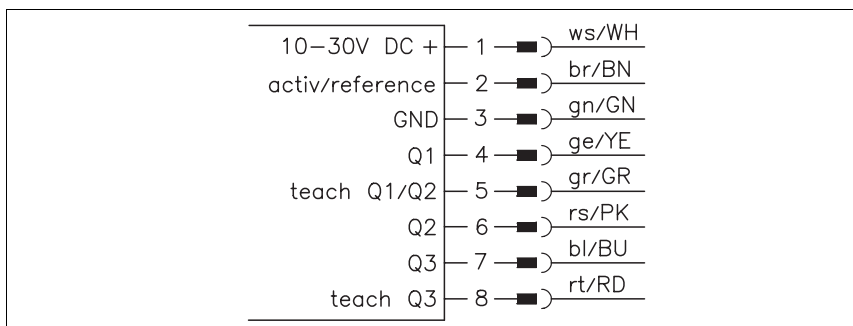 10-30V DC + 1 ws/WH
activ/reference 2 br/BN
GND 3 gn/GN
Q1 4 ge/YE
teach Q1/Q2 5 gr/GR
Q2 6 rs/PK
Q3 7 bl/BU
teach Q3 8 rt/RD